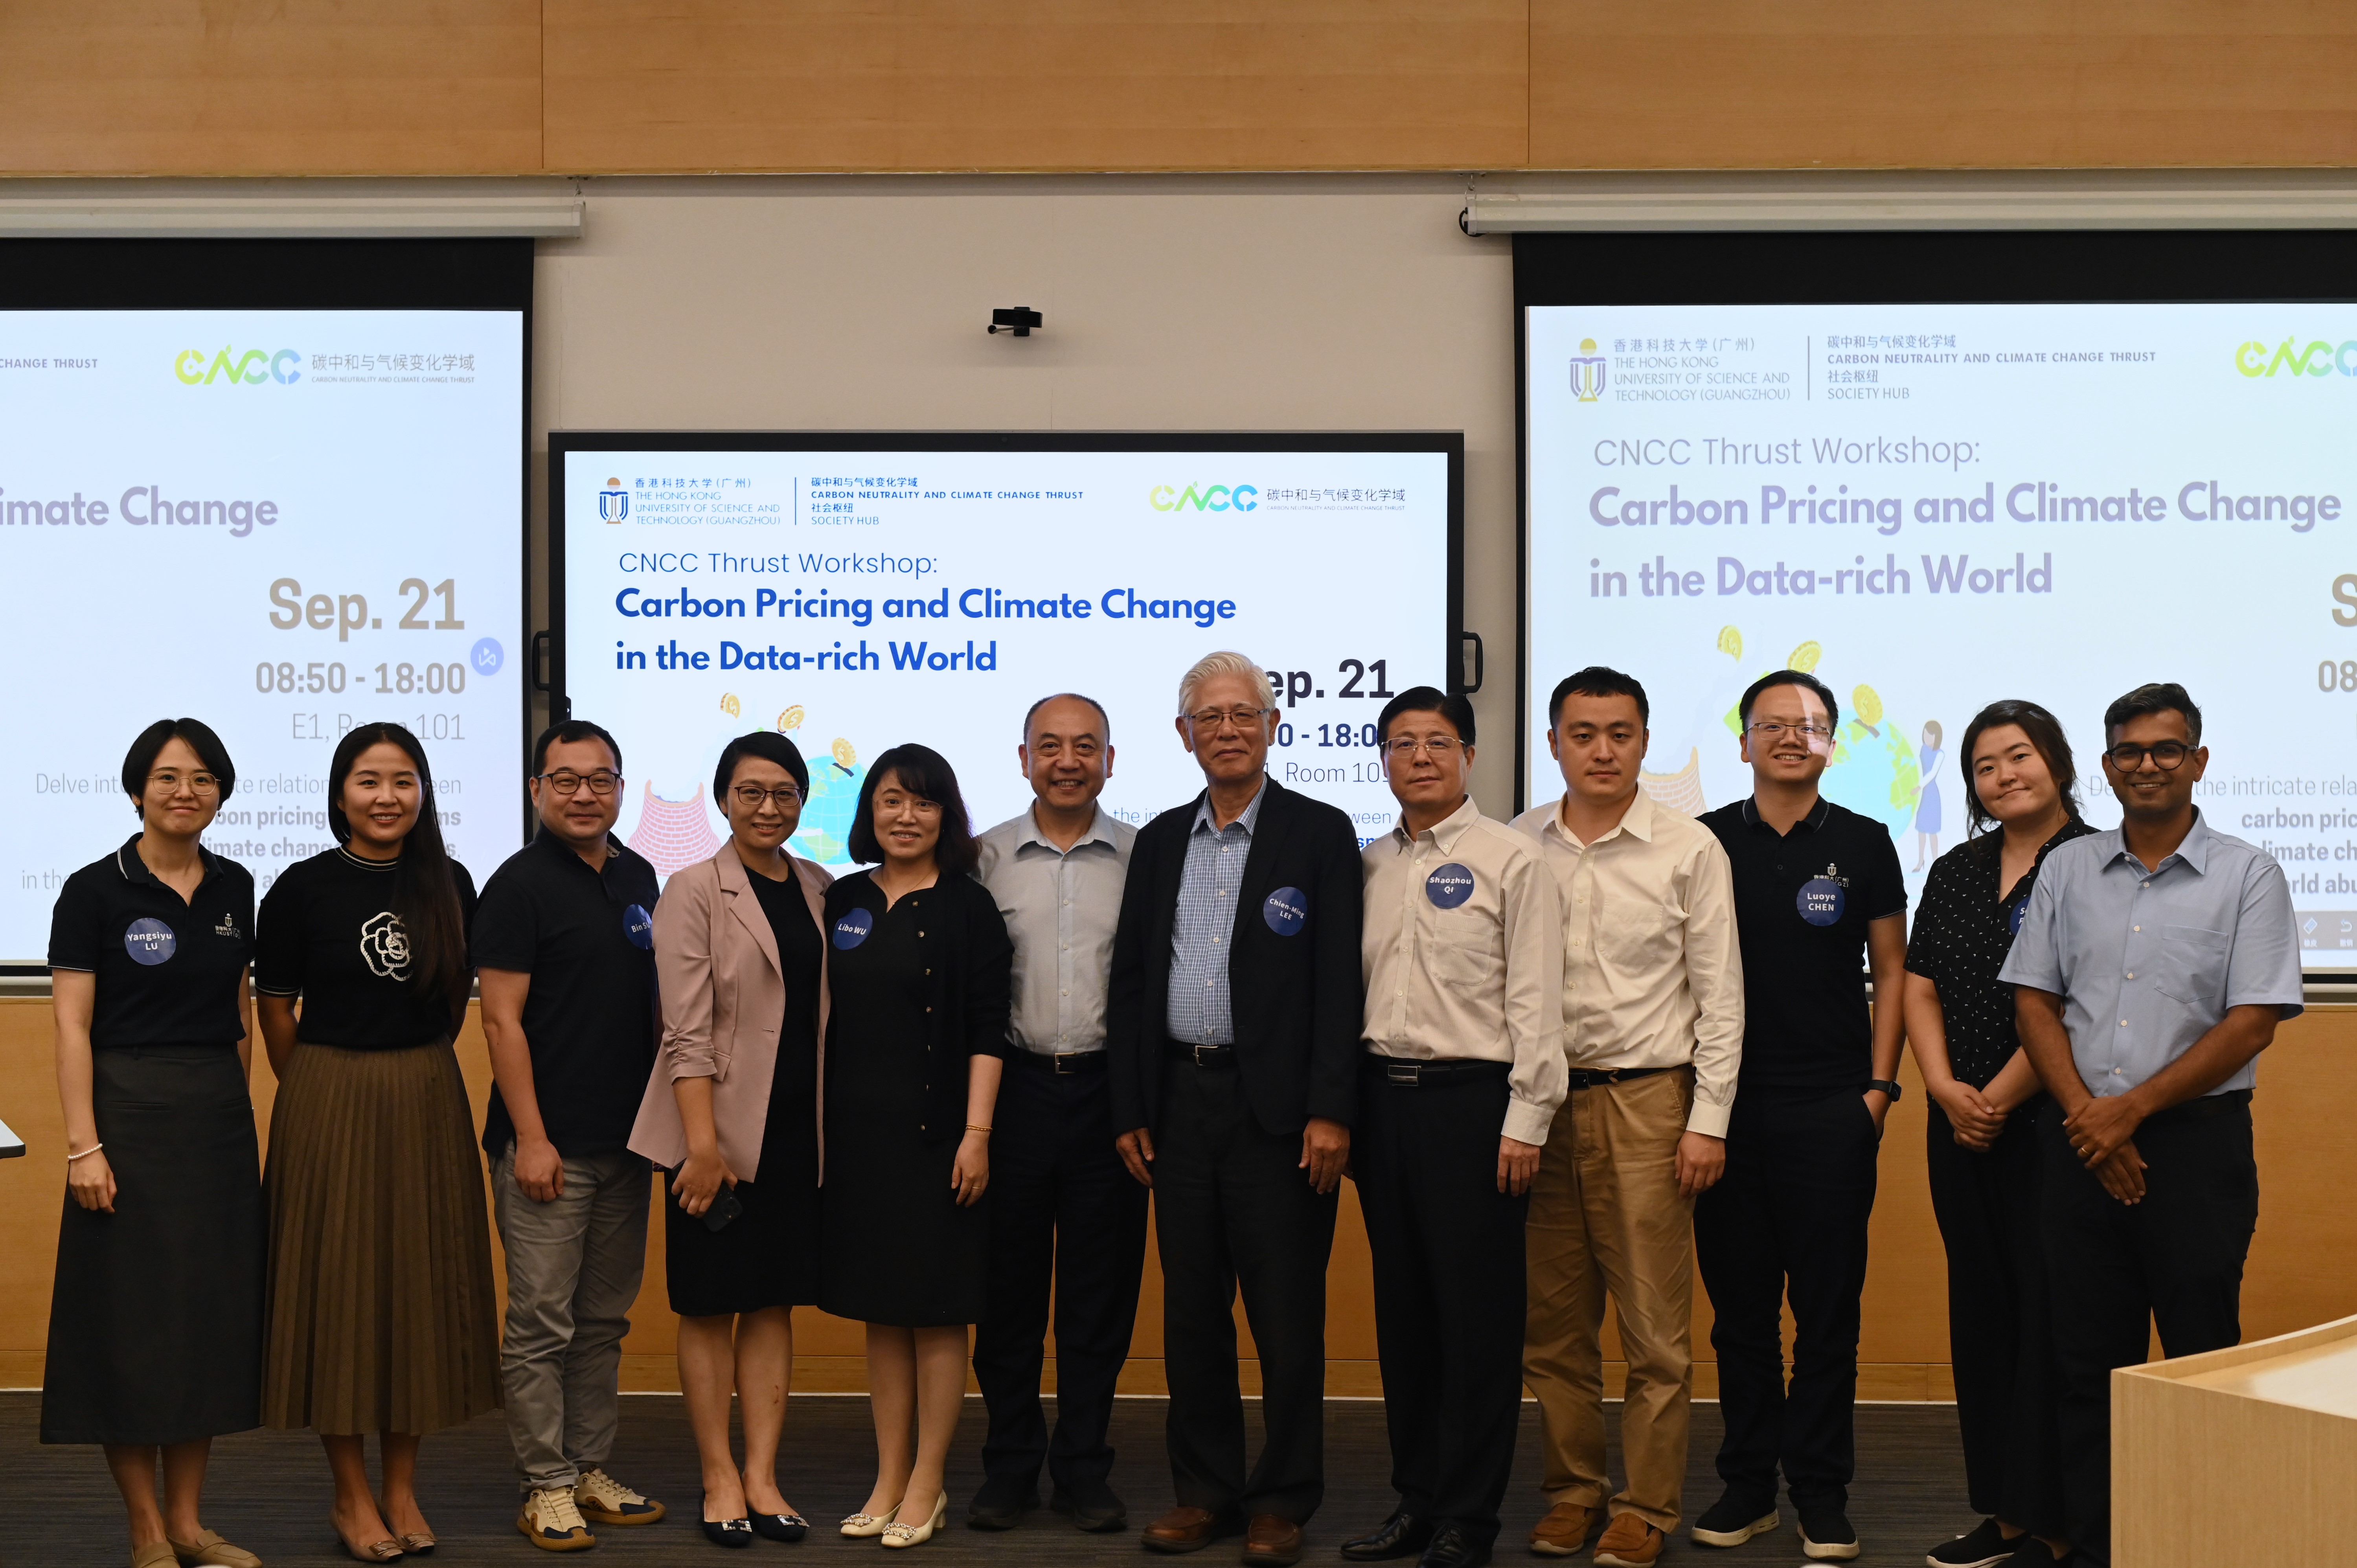 CHANGE THRUST
CNCC
碳中和与气候变化学域
CARBON NEUTRALITY AND CLIMATE CHANGE THRUST
imate Change
Sep. 21
08:50 - 18:00
E1, 101
Delve
bon pricing
limate
in the
香港科技大学(广州)
THE HONG KONG
UNIVERSITY OF SCIENCE AND
TECHNOLOGY (GUANGZHOU)
碳中和与气候变化学域
CARBON NEUTRALITY AND CLIMATE CHANGE THRUST
社会枢纽
SOCIETY HUB
CNCC
碳中和与气候变化学域
CARBON NEUTRALITY AND CLIMATE CHANGE THRUST
CNCC Thrust Workshop:
Carbon Pricing and Climate Change
in the Data-rich World
ep. 21
0 - 18:0
Room 10
the
香港科技大学(广州)
THE HONG KONG
UNIVERSITY OF SCIENCE AND
TECHNOLOGY (GUANGZHOU)
碳中和与气候变化学域
CARBON NEUTRALITY AND CLIMATE CHANGE THRUST
社会枢纽
SOCIETY HUB
CNCC
CNCC Thrust Workshop:
Carbon Pricing and Climate Change
in the Data-rich World
S
08
the intricate rela
carbon pric
limate ch
rld abu
Yangsiyu
LU
Bin
Libo WU
Chien-Ming
LEE
Shaozhou
QI
Luoye
CHEN